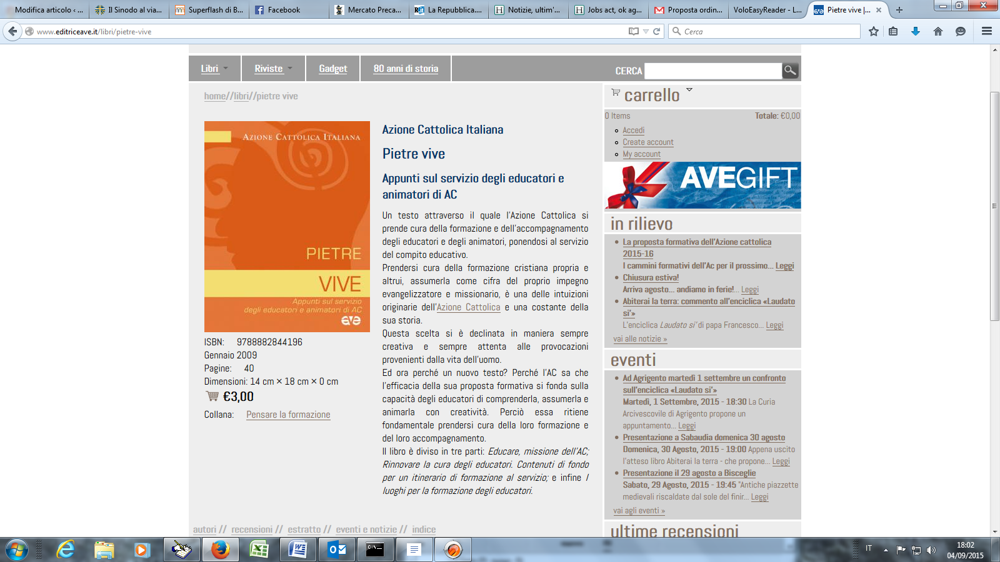 Modifica articolo ‹ ...
Il Sinodo al via...
Superflash di B...
Facebook
Mercato Preca...
La Repubblica....
Notizie, ultim'...
Jobs act, ok ag...
Proposta ordin...
VoloEasyReader - L...
Pietre vive |...
www.editriceave.it/libri/pietre-vive
Cerca
Libri
Riviste
Gadget
80 anni di storia
CERCA
home//libri//pietre vive
AZIONE CATTOLICA ITALIANA
PIETRE
VIVE
Appunti sul servizio
degli educatori e animatori di AC
ave
ISBN: 9788882844196
Gennaio 2009
Pagine: 40
Dimensioni: 14 cm × 18 cm × 0 cm
€3,00
Collana: Pensare la formazione
Azione Cattolica Italiana
Pietre vive
Appunti sul servizio degli educatori e
animatori di AC
Un testo attraverso il quale l'Azione Cattolica si
prende cura della formazione e dell'accompagnamento
degli educatori e degli animatori, ponendosi al servizio
del compito educativo.
Prendersi cura della formazione cristiana propria e
altrui, assumerla come cifra del proprio impegno
evangelizzatore e missionario, è una delle intuizioni
originarie dell'Azione Cattolica e una costante della
sua storia.
Questa scelta si è declinata in maniera sempre
creativa e sempre attenta alle provocazioni
provenienti dalla vita dell'uomo.
Ed ora perché un nuovo testo? Perché l'AC sa che
l'efficacia della sua proposta formativa si fonda sulla
capacità degli educatori di comprenderla, assumerla e
animarla con creatività. Perciò essa ritiene
fondamentale prendersi cura della loro formazione e
del loro accompagnamento.
Il libro è diviso in tre parti: Educare, missione dell'AC;
Rinnovare la cura degli educatori. Contenuti di fondo
per un itinerario di formazione al servizio; e infine I
luoghi per la formazione degli educatori.
autori // recensioni // estratto // eventi e notizie // indice
carrello
0 Items Totale: €0,00
Accedi
Create account
My account
AVEGIFT
in rilievo
La proposta formativa dell'Azione cattolica
2015-16
I cammini formativi dell'Ac per il prossimo... Leggi
Chiusura estiva!
Arriva agosto... andiamo in ferie!... Leggi
Abiterai la terra: commento all'enciclica «Laudato
si'»
L'enciclica Laudato si' di papa Francesco... Leggi
vai alle notizie »
eventi
Ad Agrigento martedì 1 settembre un confronto
sull'enciclica «Laudato si'»
Martedì, 1 Settembre, 2015 - 18:30 La Curia
Arcivescovile di Agrigento propone un
appuntamento... Leggi
Presentazione a Sabaudia domenica 30 agosto
Domenica, 30 Agosto, 2015 - 19:00 Appena uscito
l'atteso libro Abiterai la terra - che propone... Leggi
Presentazione il 29 agosto a Bisceglie
Sabato, 29 Agosto, 2015 - 19:45 "Antiche piazzette
medievali riscaldate dal sole del finir... Leggi
vai agli eventi »
ultime recensioni
IT
18:02
04/09/2015